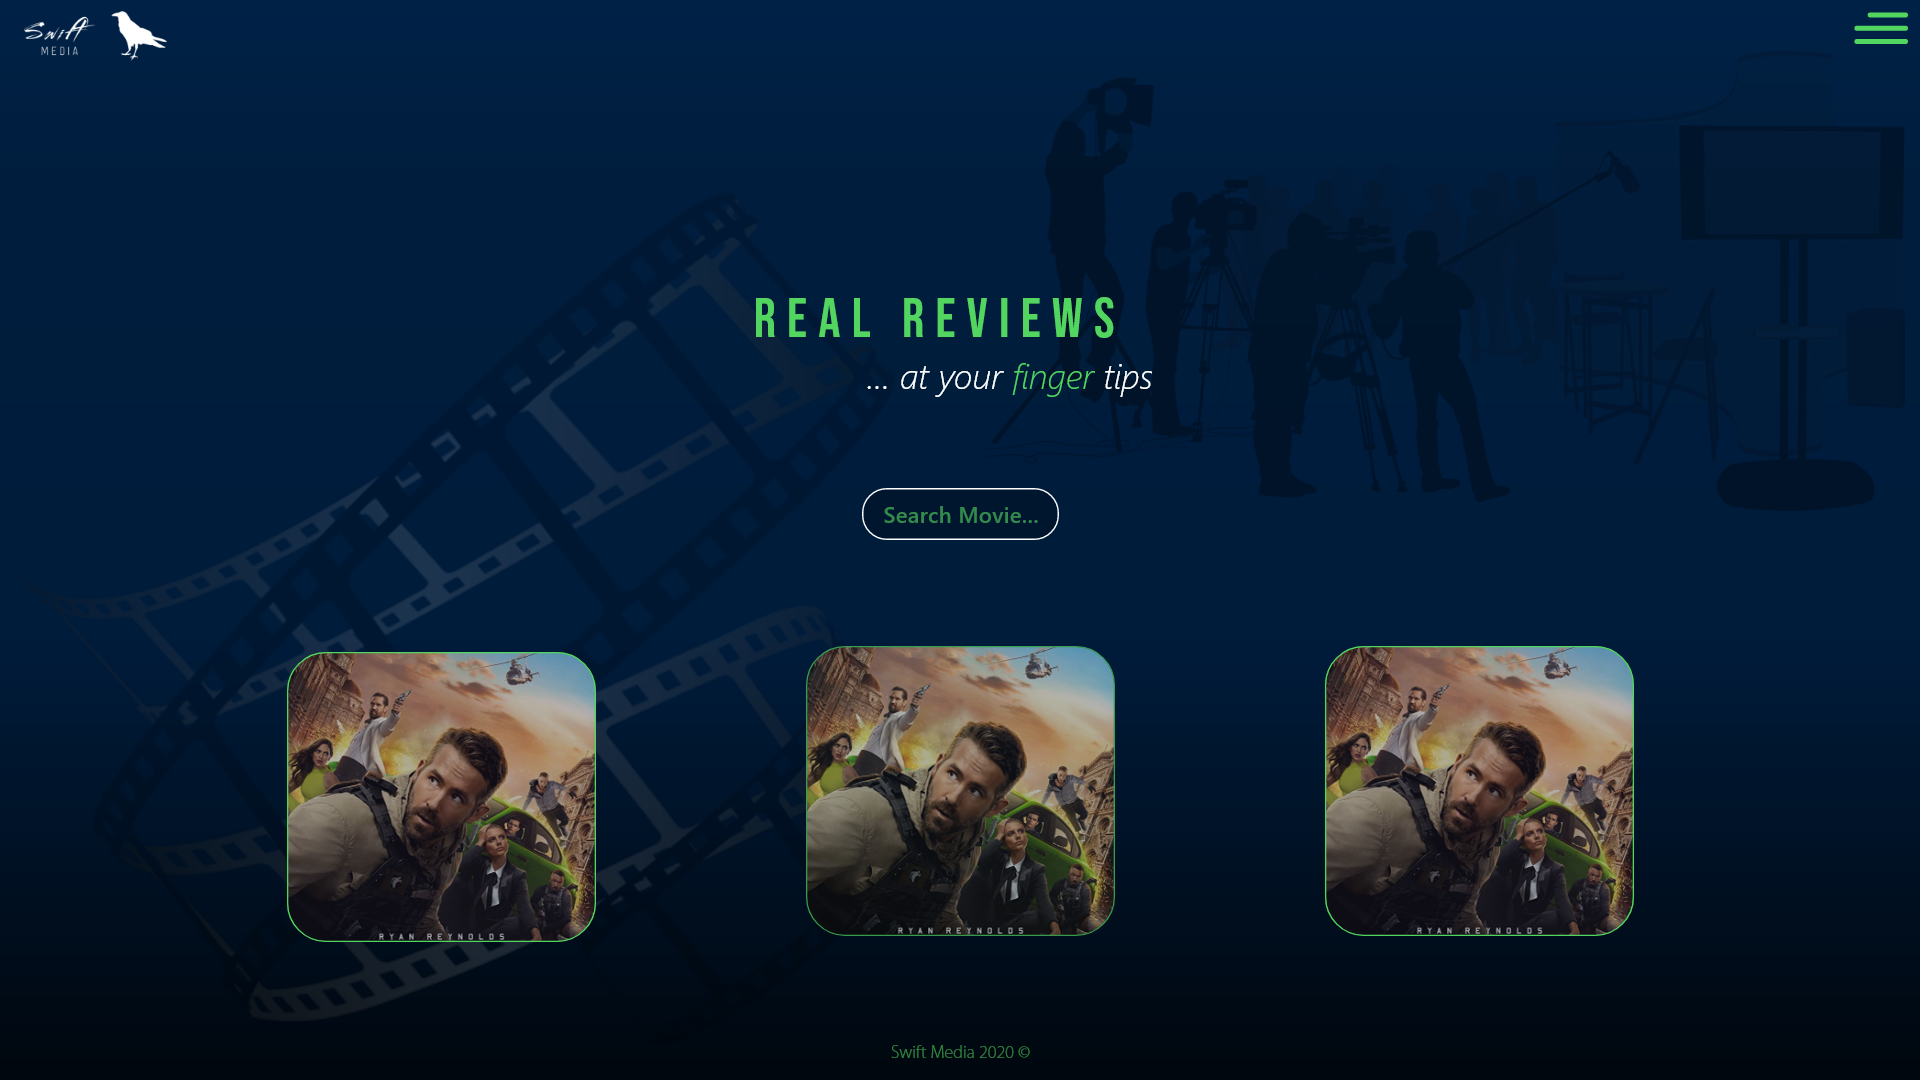 Swift
MEDIA
REAL REVIEWS
... at your finger tips
Search Movie...
RYAN REYNOLDS
RYAN REYNOLDS
RYAN REYNOLDS
Swift Media 2020 ©